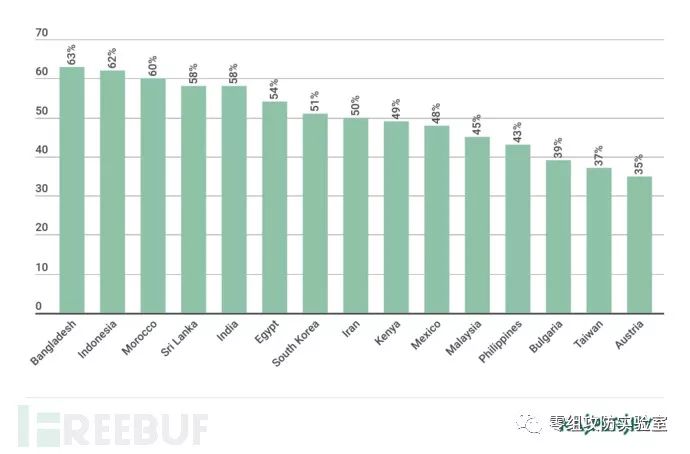 70
60
50
40
30
20
10
0
63%
62%
60%
58%
58%
54%
51%
50%
49%
48%
45%
43%
39%
37%
35%
Bangladesh
Indonesia
Morocco
Sri Lanka
India
Egypt
South Korea
Iran
Kenya
Mexico
Malaysia
Philippines
Bulgaria
Taiwan
Austria
FREEBUF
零组攻防实验室